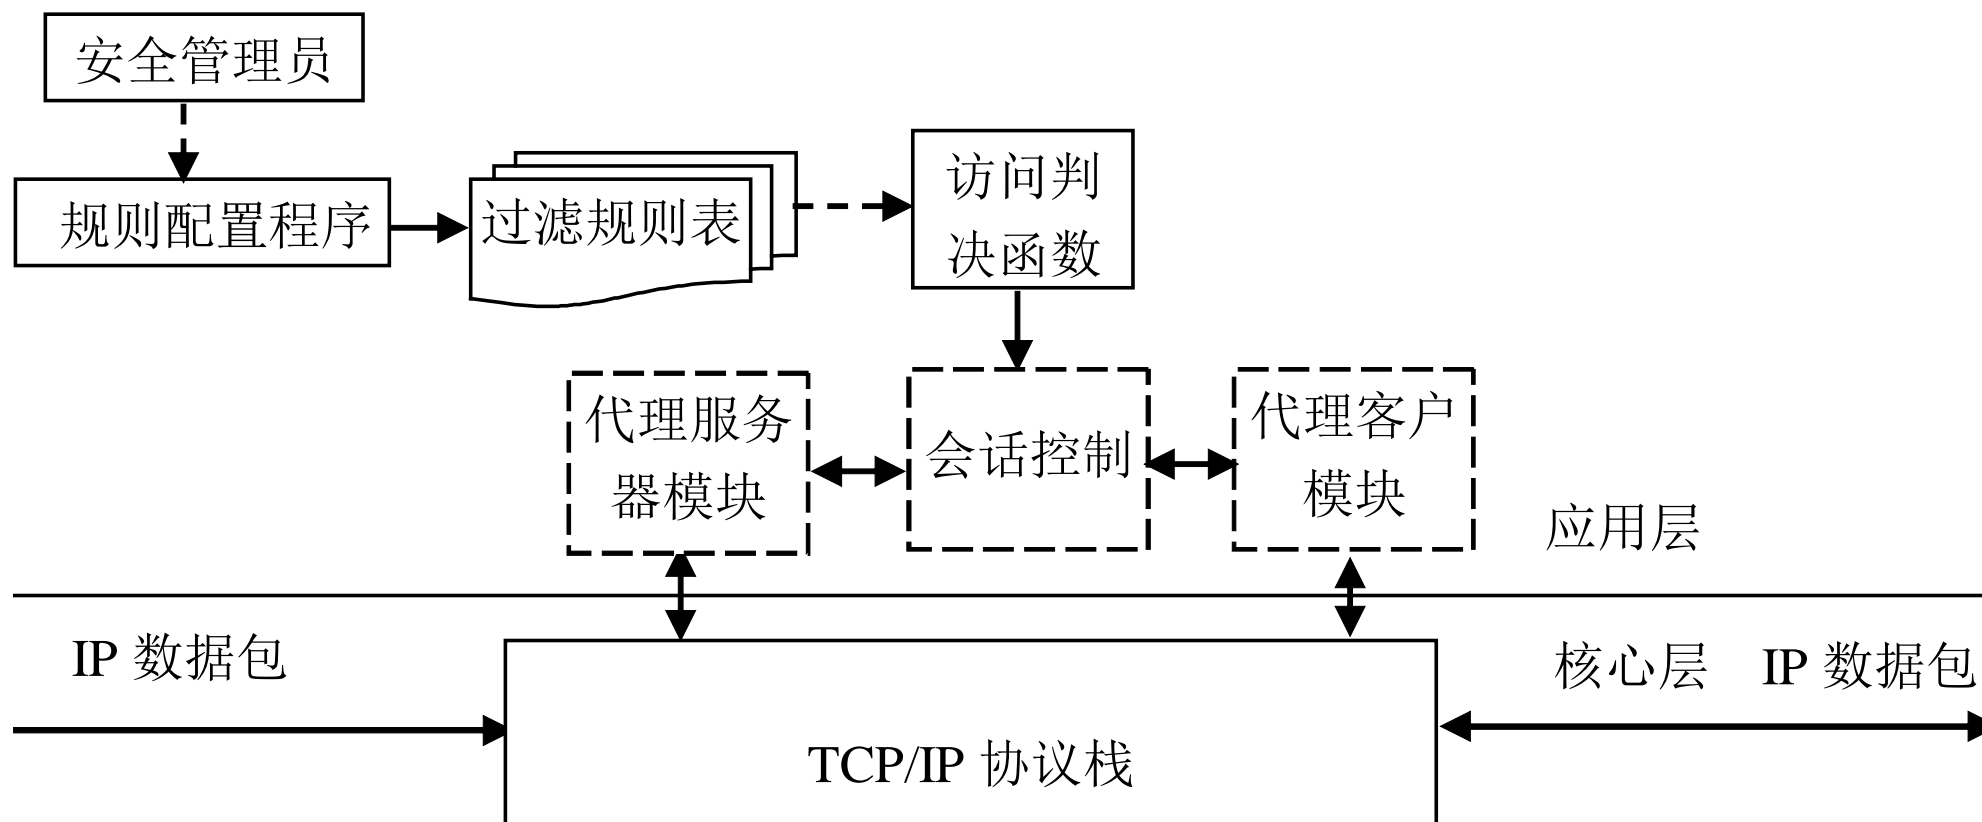 安全管理员
规则配置程序
过滤规则表
访问判
决函数
代理服务
器模块
会话控制
代理客户
模块
应用层
IP 数据包
核心层
IP 数据包
TCP/IP 协议栈